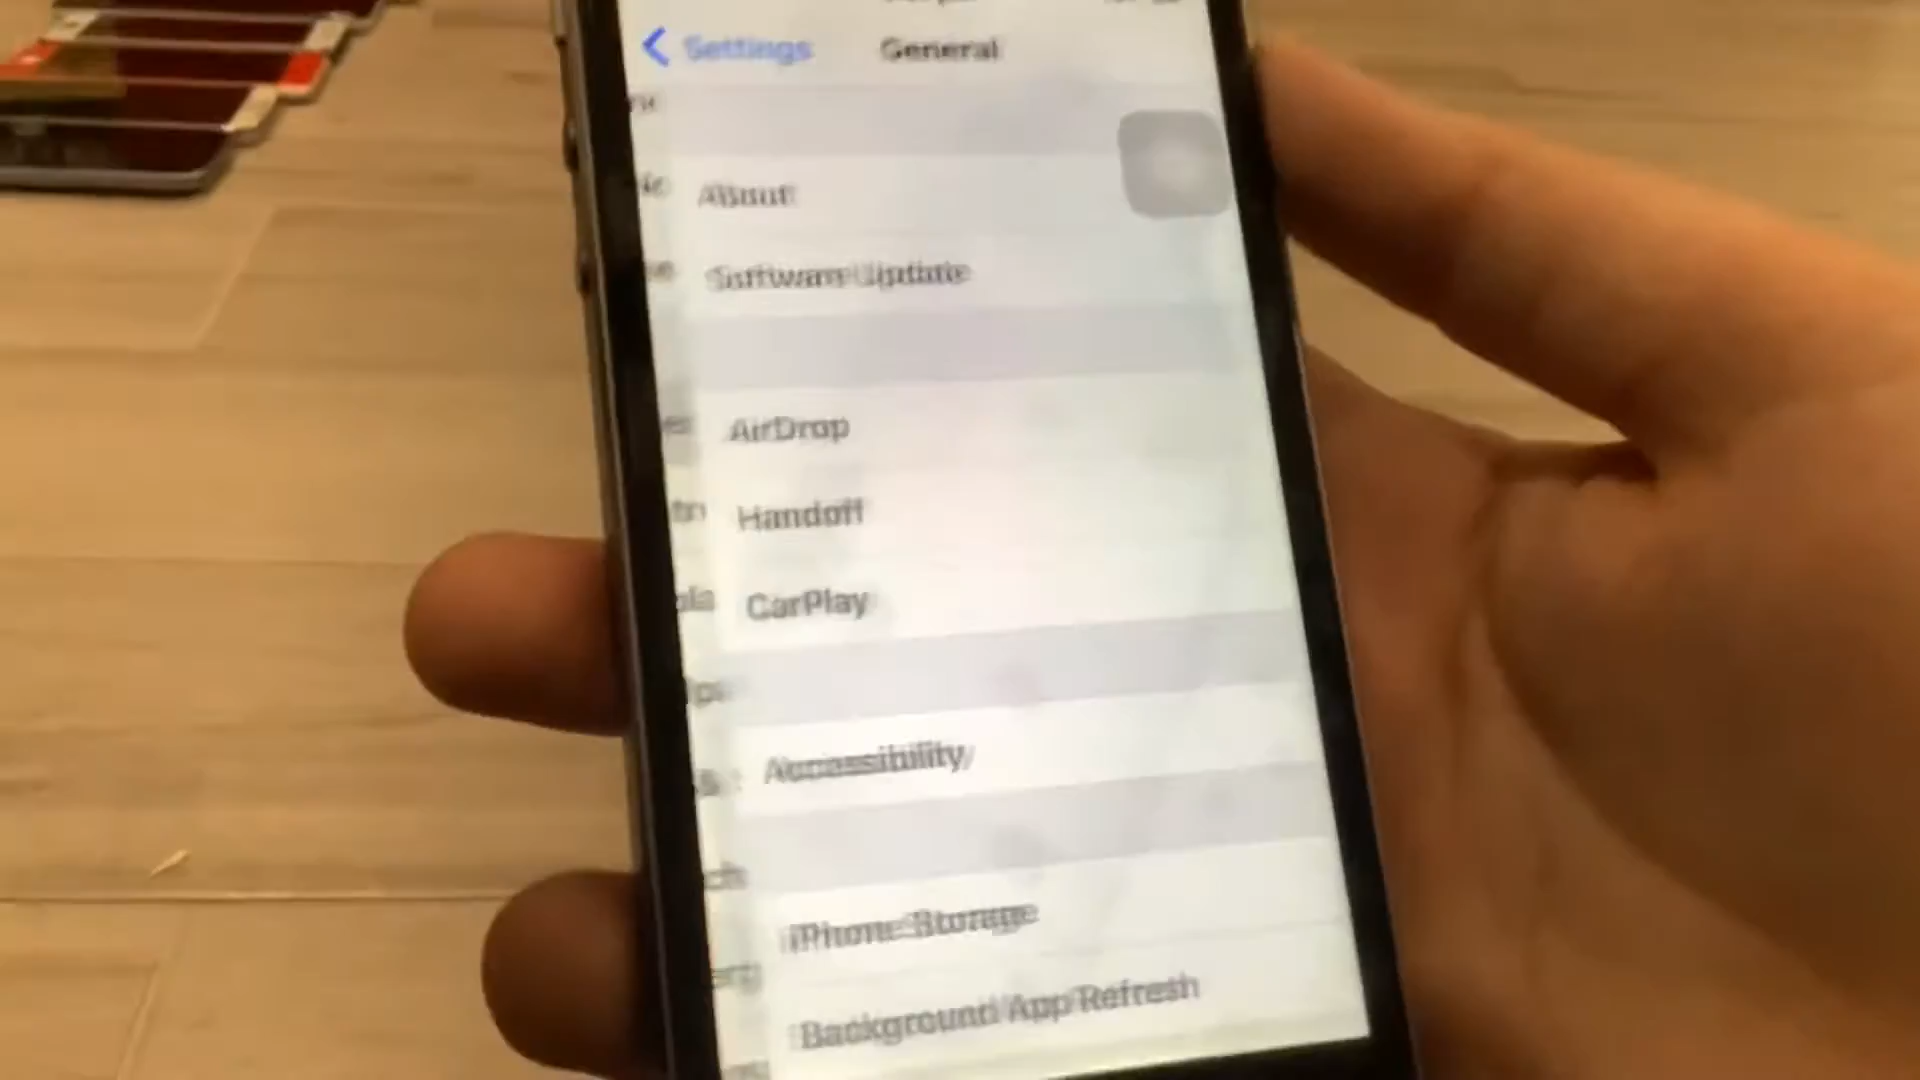 Settings General
About
Software Update
AirDrop
Handoff
CarPlay
Accessibility
iPhone Storage
Background App Refresh